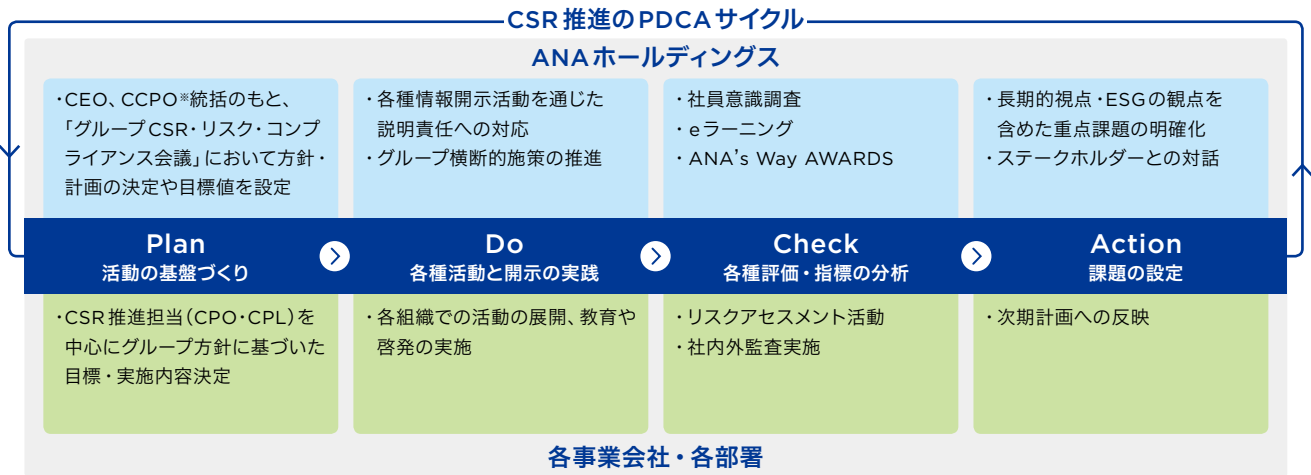 CSR推進のPDCAサイクル
ANAホールディングス
・CEO、CCPO※統括のもと、
「グループCSR・リスク・コンプ
ライアンス会議」において方針・
計画の決定や目標値を設定
・各種情報開示活動を通じた
説明責任への対応
・グループ横断的施策の推進
・社員意識調査
・eラーニング
・ANA's Way AWARDS
・長期的視点・ESGの観点を
含めた重点課題の明確化
・ステークホルダーとの対話
Plan
活動の基盤づくり
Do
各種活動と開示の実践
Check
各種評価・指標の分析
Action
課題の設定
・CSR推進担当(CPO・CPL)を
中心にグループ方針に基づいた
目標・実施内容決定
・各組織での活動の展開、教育や
啓発の実施
・リスクアセスメント活動
・社内外監査実施
・次期計画への反映
各事業会社・各部署